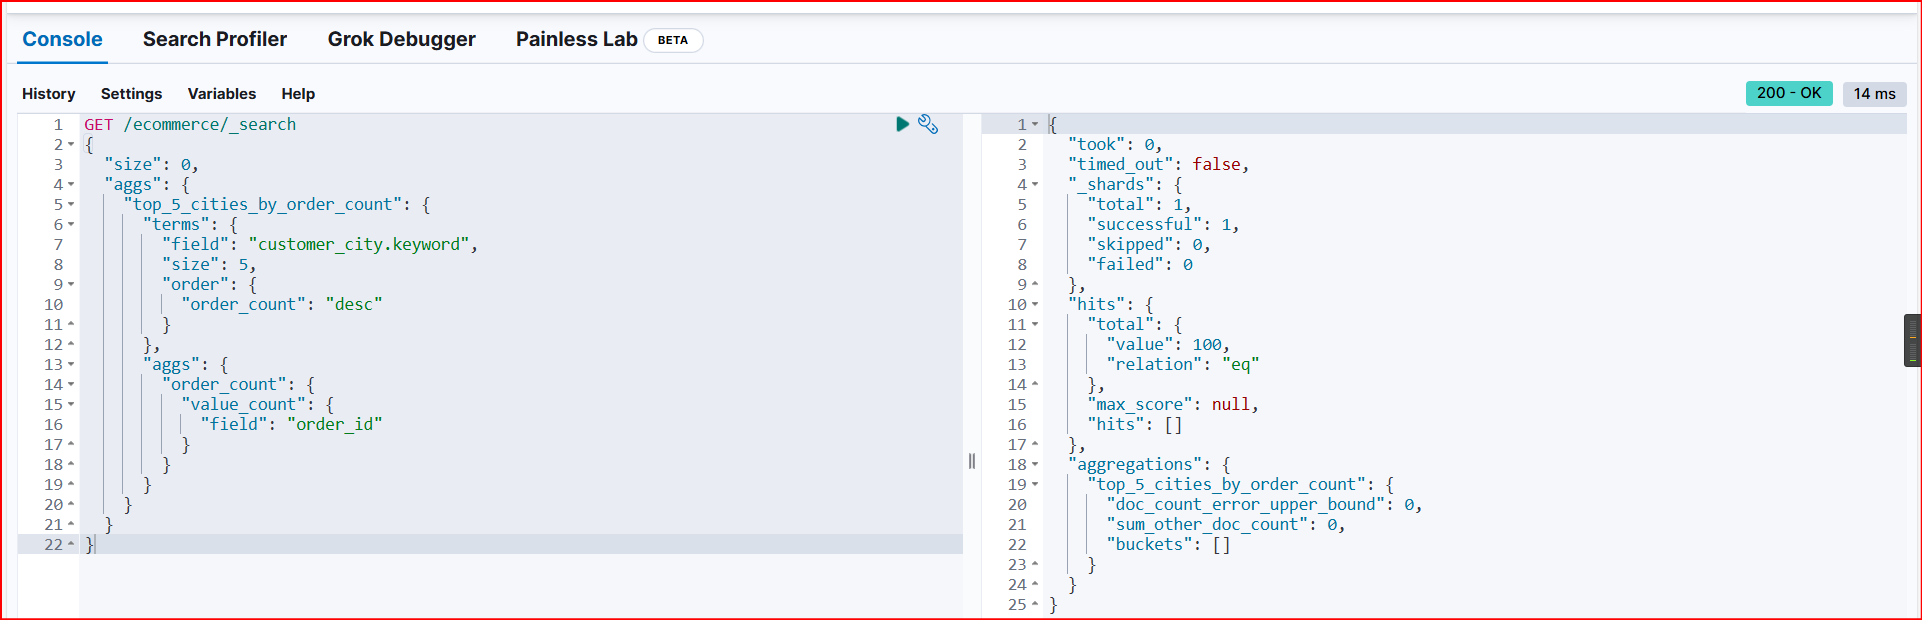 Console Search Profiler Grok Debugger Painless Lab BETA
History Settings Variables Help 200 - OK 14 ms
1 GET /ecommerce/_search
2 {
3 "size": 0,
4 "aggs": {
5 "top_5_cities_by_order_count": {
6 "terms": {
7 "field": "customer_city.keyword",
8 "size": 5,
9 "order": {
10 "order_count": "desc"
11 }
12 },
13 "aggs": {
14 "order_count": {
15 "value_count": {
16 "field": "order_id"
17 }
18 }
19 }
20 }
21 }
22 }
1 {
2 "took": 0,
3 "timed_out": false,
4 "_shards": {
5 "total": 1,
6 "successful": 1,
7 "skipped": 0,
8 "failed": 0
9 },
10 "hits": {
11 "total": {
12 "value": 100,
13 "relation": "eq"
14 },
15 "max_score": null,
16 "hits": []
17 },
18 "aggregations": {
19 "top_5_cities_by_order_count": {
20 "doc_count_error_upper_bound": 0,
21 "sum_other_doc_count": 0,
22 "buckets": []
23 }
24 }
25 }